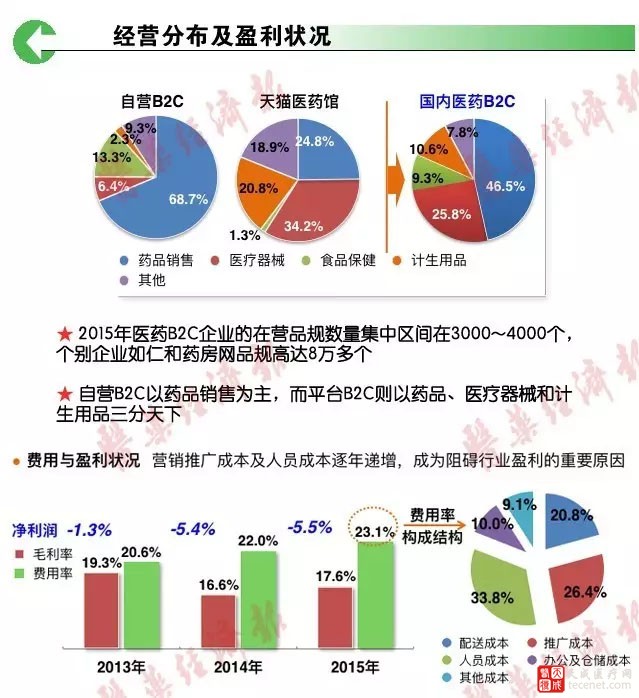 经营分布及盈利状况
自营B2C
天猫医药馆
国内医药B2C
9.3%
2.3%
13.3%
6.4%
68.7%
18.9%
24.8%
20.8%
1.3%
34.2%
7.8%
10.6%
9.3%
46.5%
25.8%
药品销售 医疗器械 食品保健 计生用品
其他
★ 2015年医药B2C企业的在营品规数量集中区间在3000～4000个，
个别企业如仁和药房网品规高达8万多个
★ 自营B2C以药品销售为主，而平台B2C则以药品、医疗器械和计
生用品三分天下
费用与盈利状况 营销推广成本及人员成本逐年递增，成为阻碍行业盈利的重要原因
净利润 -1.3% -5.4% -5.5%
毛利率
费用率
19.3% 20.6%
16.6% 22.0%
17.6% 23.1%
2013年 2014年 2015年
费用率
构成结构
9.1%
10.0%
20.8%
33.8%
26.4%
配送成本 推广成本
人员成本 办公及仓储成本
其他成本
医药经济报
tecenet.com